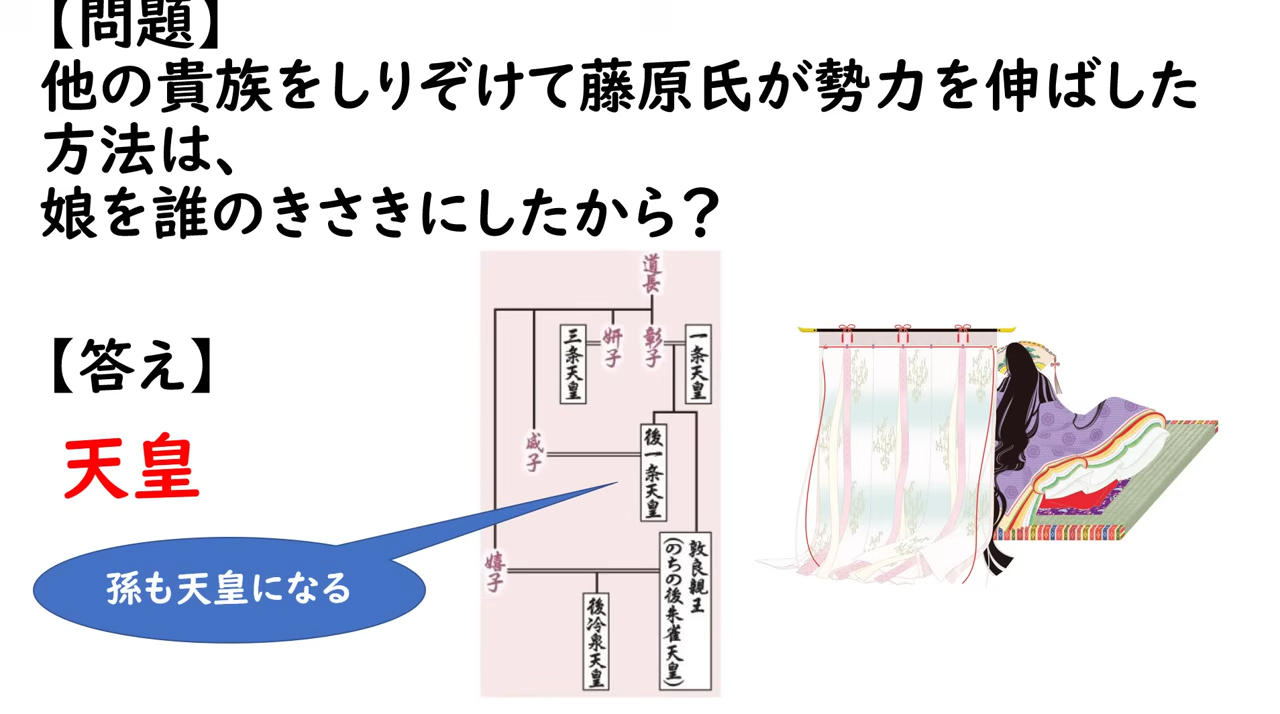 【問題】
他の貴族をしりぞけて藤原氏が勢力を伸ばした
方法は、
娘を誰のきさきにしたから？
【答え】
天皇
孫も天皇になる
道長
三条天皇
妍子
彰子
一条天皇
威子
後一条天皇
嬉子
敦良親王
(のちの後朱雀天皇)
後冷泉天皇